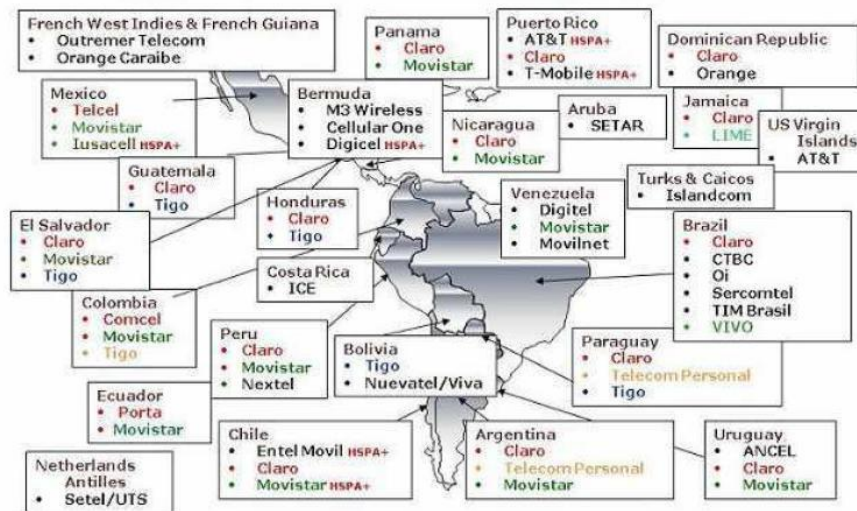 French West Indies & French Guiana
• Outremer Telecom
• Orange Caraibe
Panama
• Claro
• Movistar
Puerto Rico
• AT&T HSPA+
• Claro
• T-Mobile HSPA+
Dominican Republic
• Claro
• Orange
Mexico
• Telcel
• Movistar
• Iusacell HSPA+
Bermuda
• M3 Wireless
• Cellular One
• Digicel HSPA+
Nicaragua
• Claro
• Movistar
Aruba
• SETAR
Jamaica
• Claro
• LIME
US Virgin
Islands
• AT&T
Guatemala
• Claro
• Tigo
Honduras
• Claro
• Tigo
Venezuela
• Digitel
• Movistar
• Movilnet
Turks & Caicos
• Islandcom
El Salvador
• Claro
• Movistar
• Tigo
Costa Rica
• ICE
Brazil
• Claro
• CTBC
• Oi
• Sercomtel
• TIM Brasil
• VIVO
Colombia
• Comcel
• Movistar
• Tigo
Peru
• Claro
• Movistar
• Nextel
Bolivia
• Tigo
• Nuevatel/Viva
Paraguay
• Claro
• Telecom Personal
• Tigo
Ecuador
• Porta
• Movistar
Chile
• Entel Movil HSPA+
• Claro
• Movistar HSPA+
Argentina
• Claro
• Telecom Personal
• Movistar
Uruguay
• ANCEL
• Claro
• Movistar
Netherlands
Antilles
• Setel/UTS